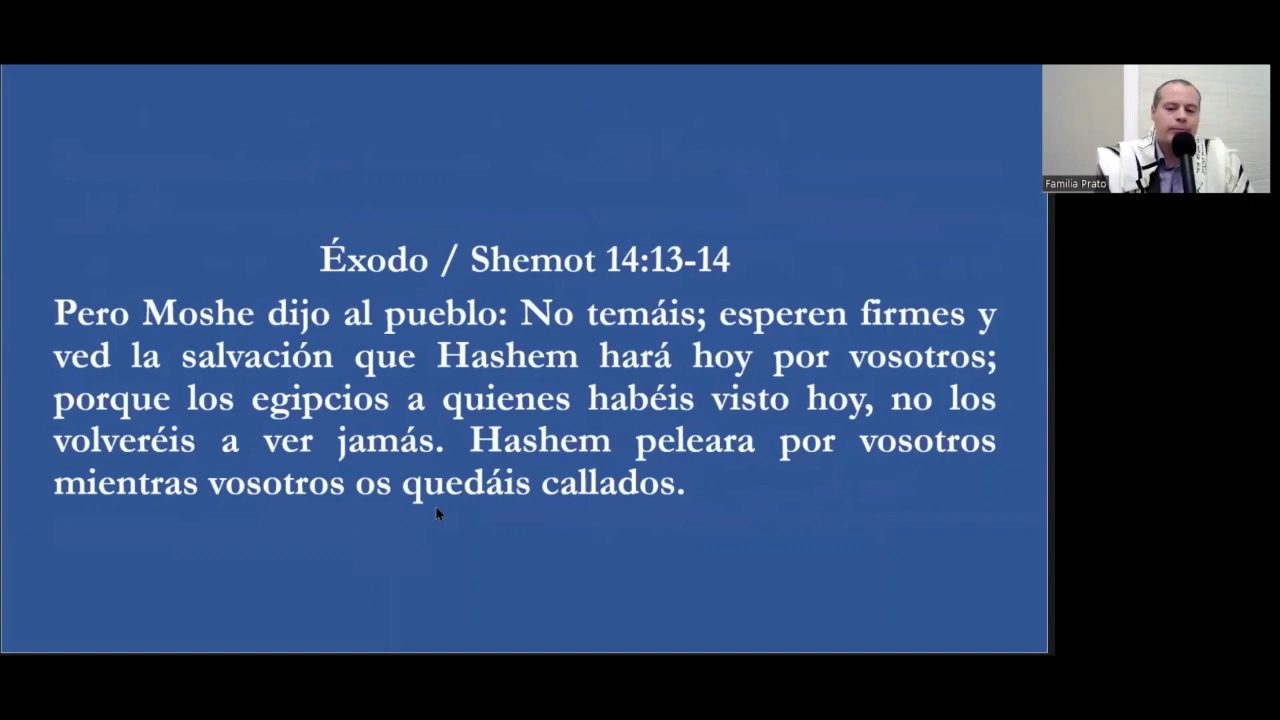 Éxodo / Shemot 14:13-14
Pero Moshe dijo al pueblo: No temáis; esperen firmes y
ved la salvación que Hashem hará hoy por vosotros;
porque los egipcios a quienes habéis visto hoy, no los
volveréis a ver jamás. Hashem peleara por vosotros
mientras vosotros os quedáis callados.
Familia Prato